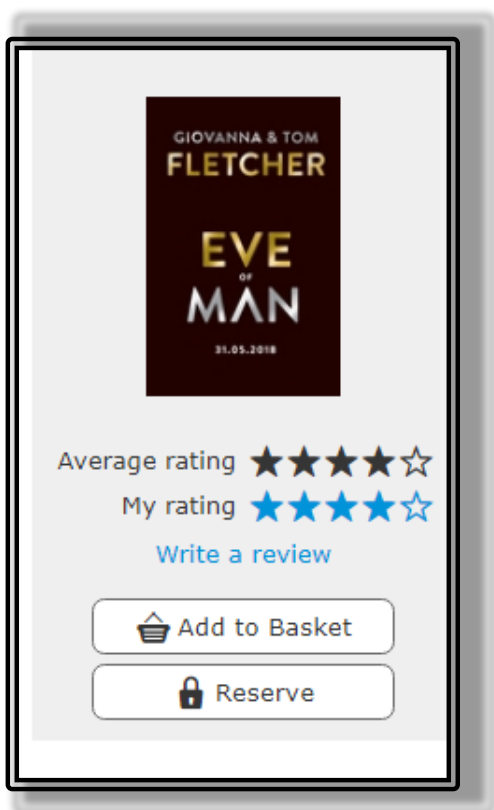 GIOVANNA & TOM
FLETCHER
EVE
OF
MAN
31.05.2018
Average rating
My rating
Write a review
Add to Basket
Reserve